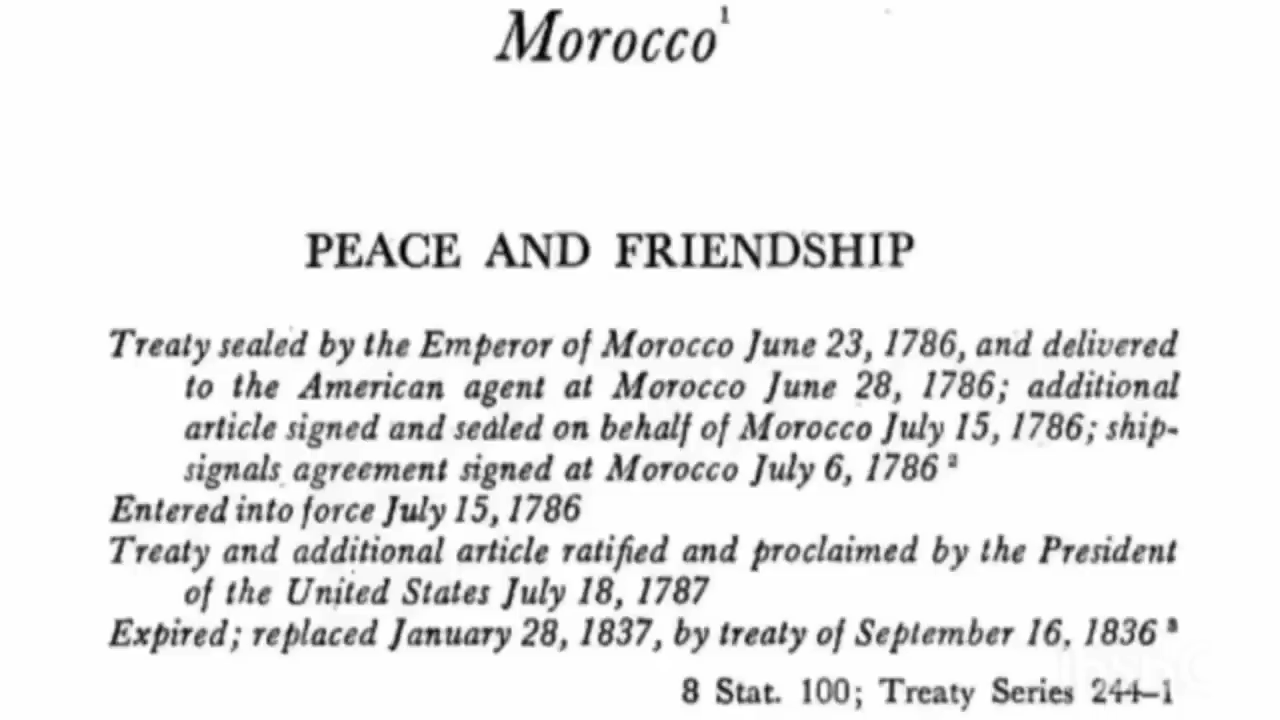 Morocco¹
PEACE AND FRIENDSHIP
Treaty sealed by the Emperor of Morocco June 23, 1786, and delivered
to the American agent at Morocco June 28, 1786; additional
article signed and sealed on behalf of Morocco July 15, 1786; ship-
signals agreement signed at Morocco July 6, 1786 ²
Entered into force July 15, 1786
Treaty and additional article ratified and proclaimed by the President
of the United States July 18, 1787
Expired; replaced January 28, 1837, by treaty of September 16, 1836 ³
8 Stat. 100; Treaty Series 244–1